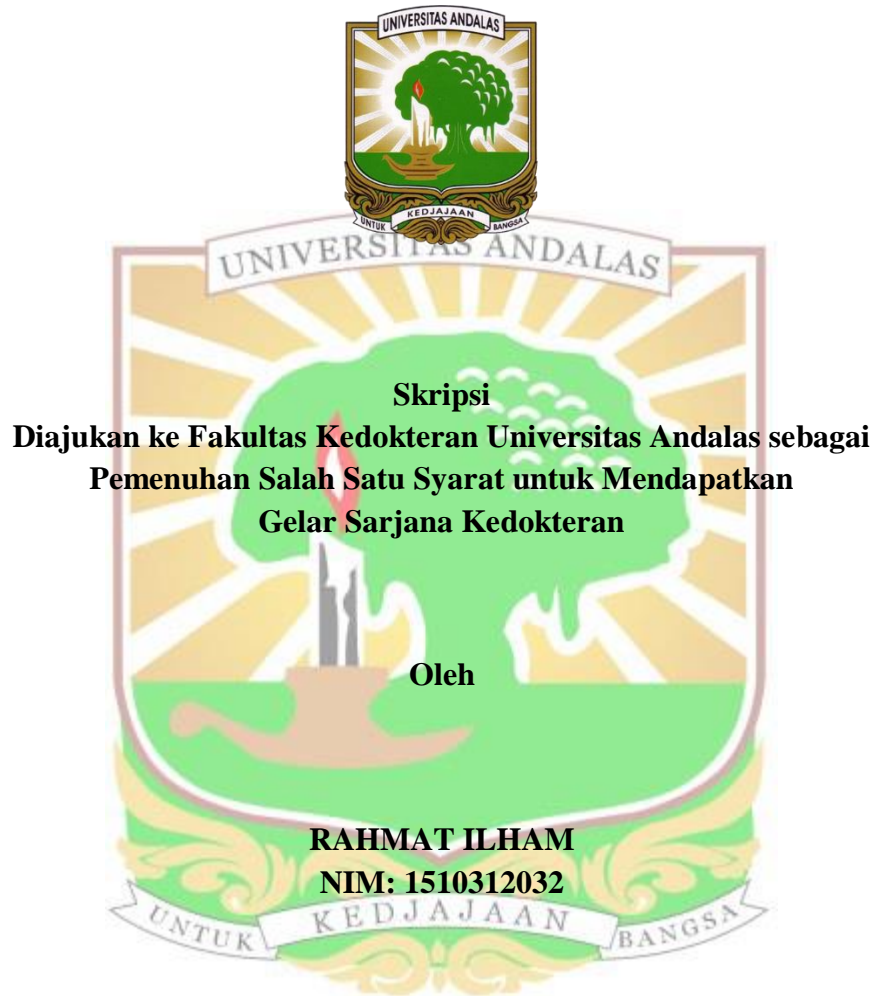 UNIVERSITAS ANDALAS
UNTUK KEDJAJAAN BANGSA
UNIVERSITAS ANDALAS
Skripsi
Diajukan ke Fakultas Kedokteran Universitas Andalas sebagai
Pemenuhan Salah Satu Syarat untuk Mendapatkan
Gelar Sarjana Kedokteran
Oleh
RAHMAT ILHAM
NIM: 1510312032
UNTUK KEDJAJAAN BANGSA